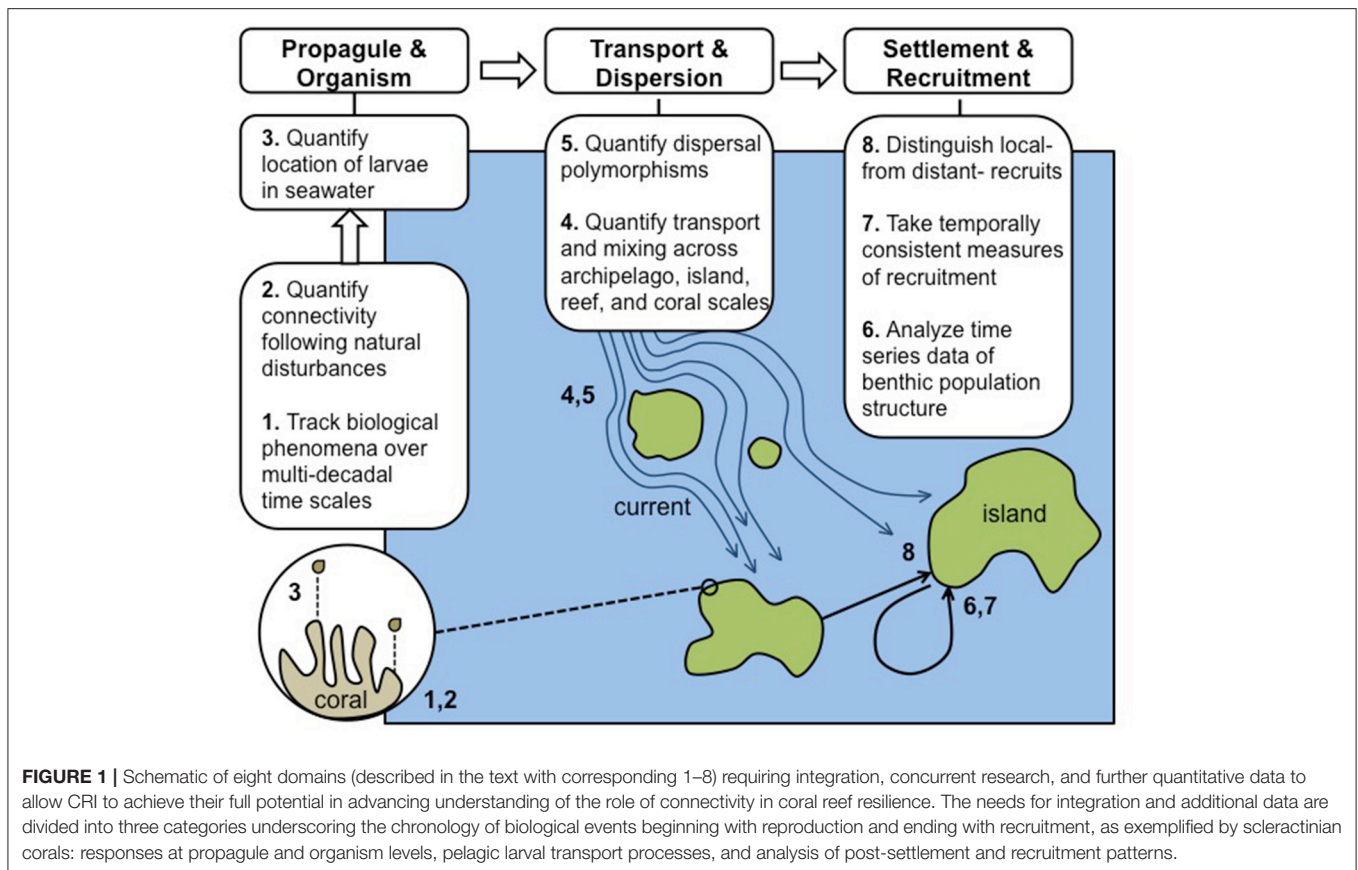 Propagule &
Organism
Transport &
Dispersion
Settlement &
Recruitment
3. Quantify
location of larvae
in seawater
2. Quantify
connectivity
following natural
disturbances
1. Track biological
phenomena over
multi-decadal
time scales
5. Quantify dispersal
polymorphisms
4. Quantify transport
and mixing across
archipelago, island,
reef, and coral scales
8. Distinguish local-
from distant- recruits
7. Take temporally
consistent measures
of recruitment
6. Analyze time
series data of
benthic population
structure
4,5
current
island
8
6,7
3
coral
1,2
FIGURE 1 | Schematic of eight domains (described in the text with corresponding 1–8) requiring integration, concurrent research, and further quantitative data to
allow CRI to achieve their full potential in advancing understanding of the role of connectivity in coral reef resilience. The needs for integration and additional data are
divided into three categories underscoring the chronology of biological events beginning with reproduction and ending with recruitment, as exemplified by scleractinian
corals: responses at propagule and organism levels, pelagic larval transport processes, and analysis of post-settlement and recruitment patterns.